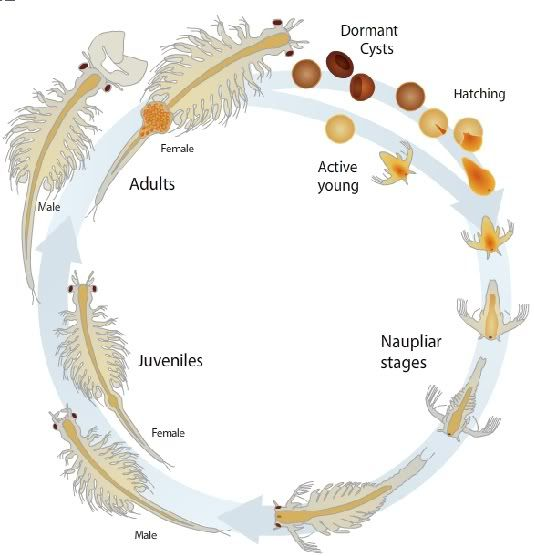 Dormant
Cysts
Hatching
Female
Active
young
Adults
Male
Naupliar
stages
Juveniles
Female
Male